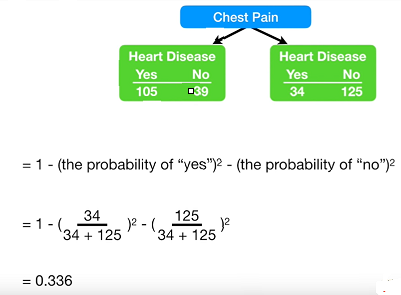 Chest Pain
Heart Disease Heart Disease
Yes No Yes No
105 39 34 125
= 1 - (the probability of “yes”)² - (the probability of “no”)²
= 1 - ( 34 / 34 + 125 )² - ( 125 / 34 + 125 )²
= 0.336